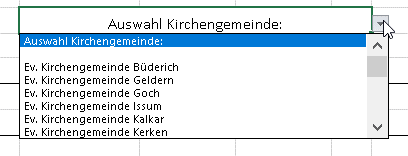 Auswahl Kirchengemeinde:
Auswahl Kirchengemeinde:
Ev. Kirchengemeinde Büderich
Ev. Kirchengemeinde Geldern
Ev. Kirchengemeinde Goch
Ev. Kirchengemeinde Issum
Ev. Kirchengemeinde Kalkar
Ev. Kirchengemeinde Kerken